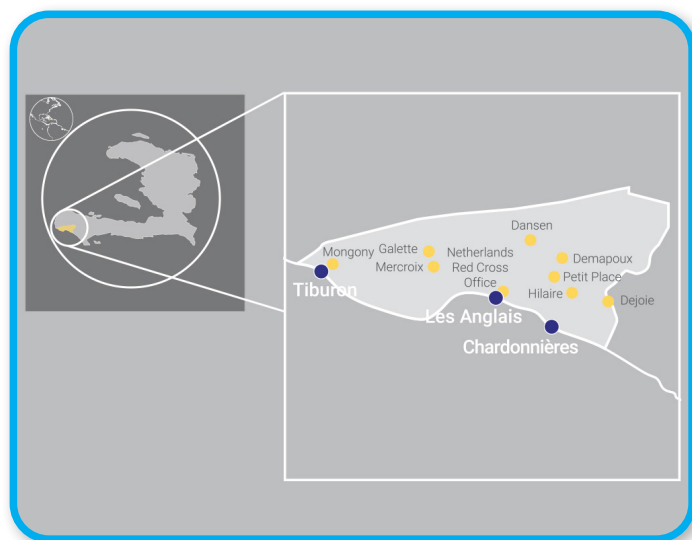 Dansen
Mongony
Galette
Netherlands
Red Cross
Office
Demapoux
Mercroix
Petit Place
Tiburon
Hilaire
Dejoie
Les Anglais
Chardonnières